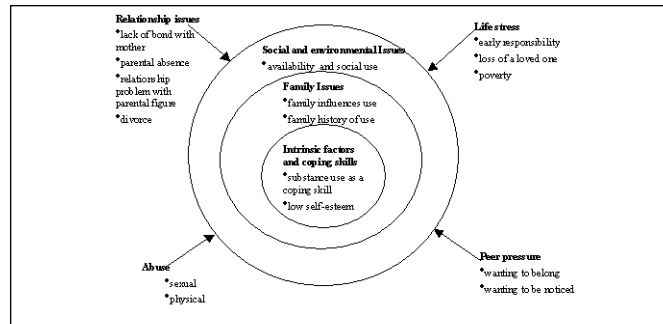 Relationship issues
•lack of bond with
mother
•parental absence
•relationship
problem with
parental figure
•divorce
Life stress
•early responsibility
•loss of a loved one
•poverty
Social and environmental Issues
•availability and social use
Family Issues
•family influences use
•family history of use
Intrinsic factors
and coping skills
•substance use as a
coping skill
•low self-esteem
Abuse
•sexual
•physical
Peer pressure
•wanting to belong
•wanting to be noticed